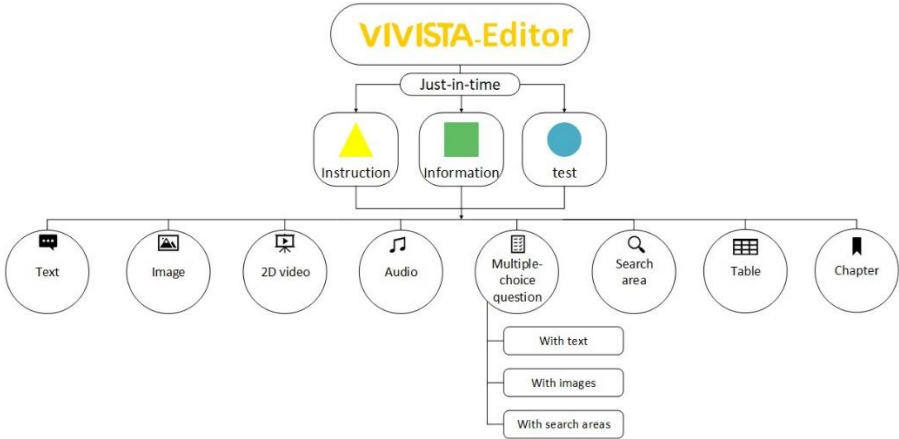 VIVISTA-Editor
Just-in-time
Instruction
Information
test
Text
Image
2D video
Audio
Multiple-
choice
question
Search
area
Table
Chapter
With text
With images
With search areas